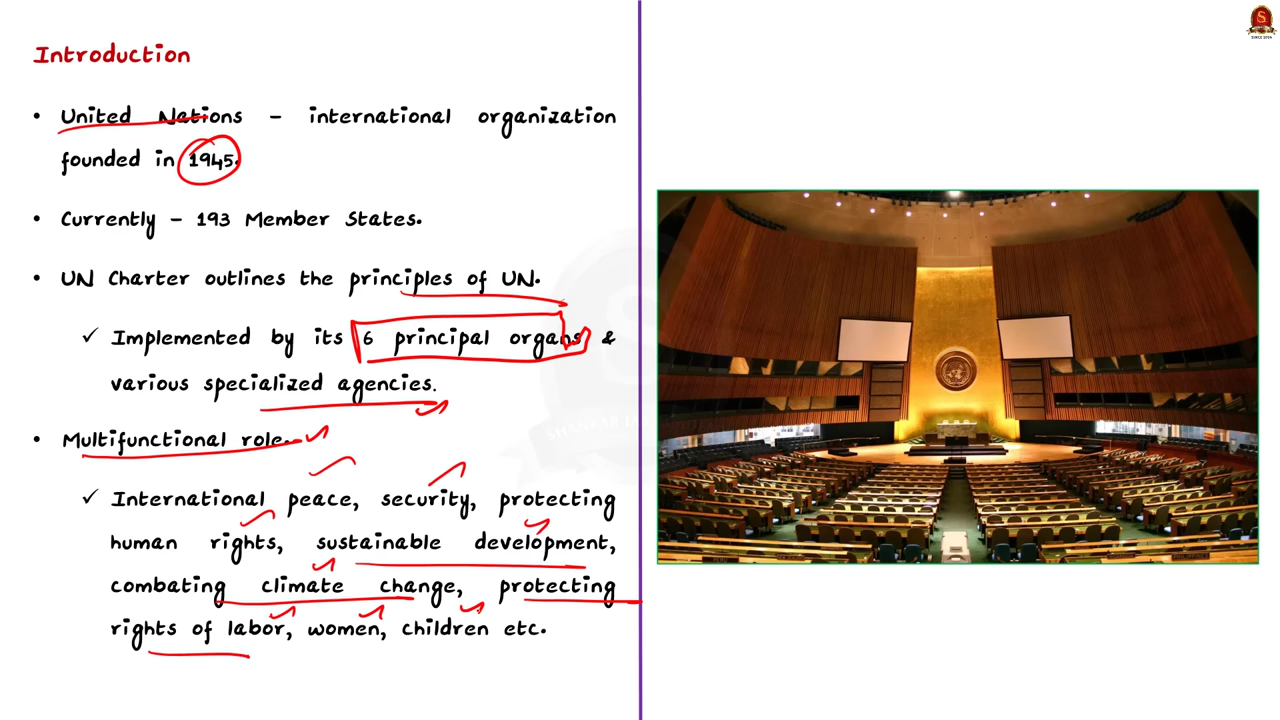 Introduction
• United Nations – international organization
founded in 1945.
• Currently – 193 Member States.
• UN Charter outlines the principles of UN.
✓ Implemented by its 6 principal organs &
various specialized agencies.
• Multifunctional role.
✓ International peace, security, protecting
human rights, sustainable development,
combating climate change, protecting
rights of labor, women, children etc.